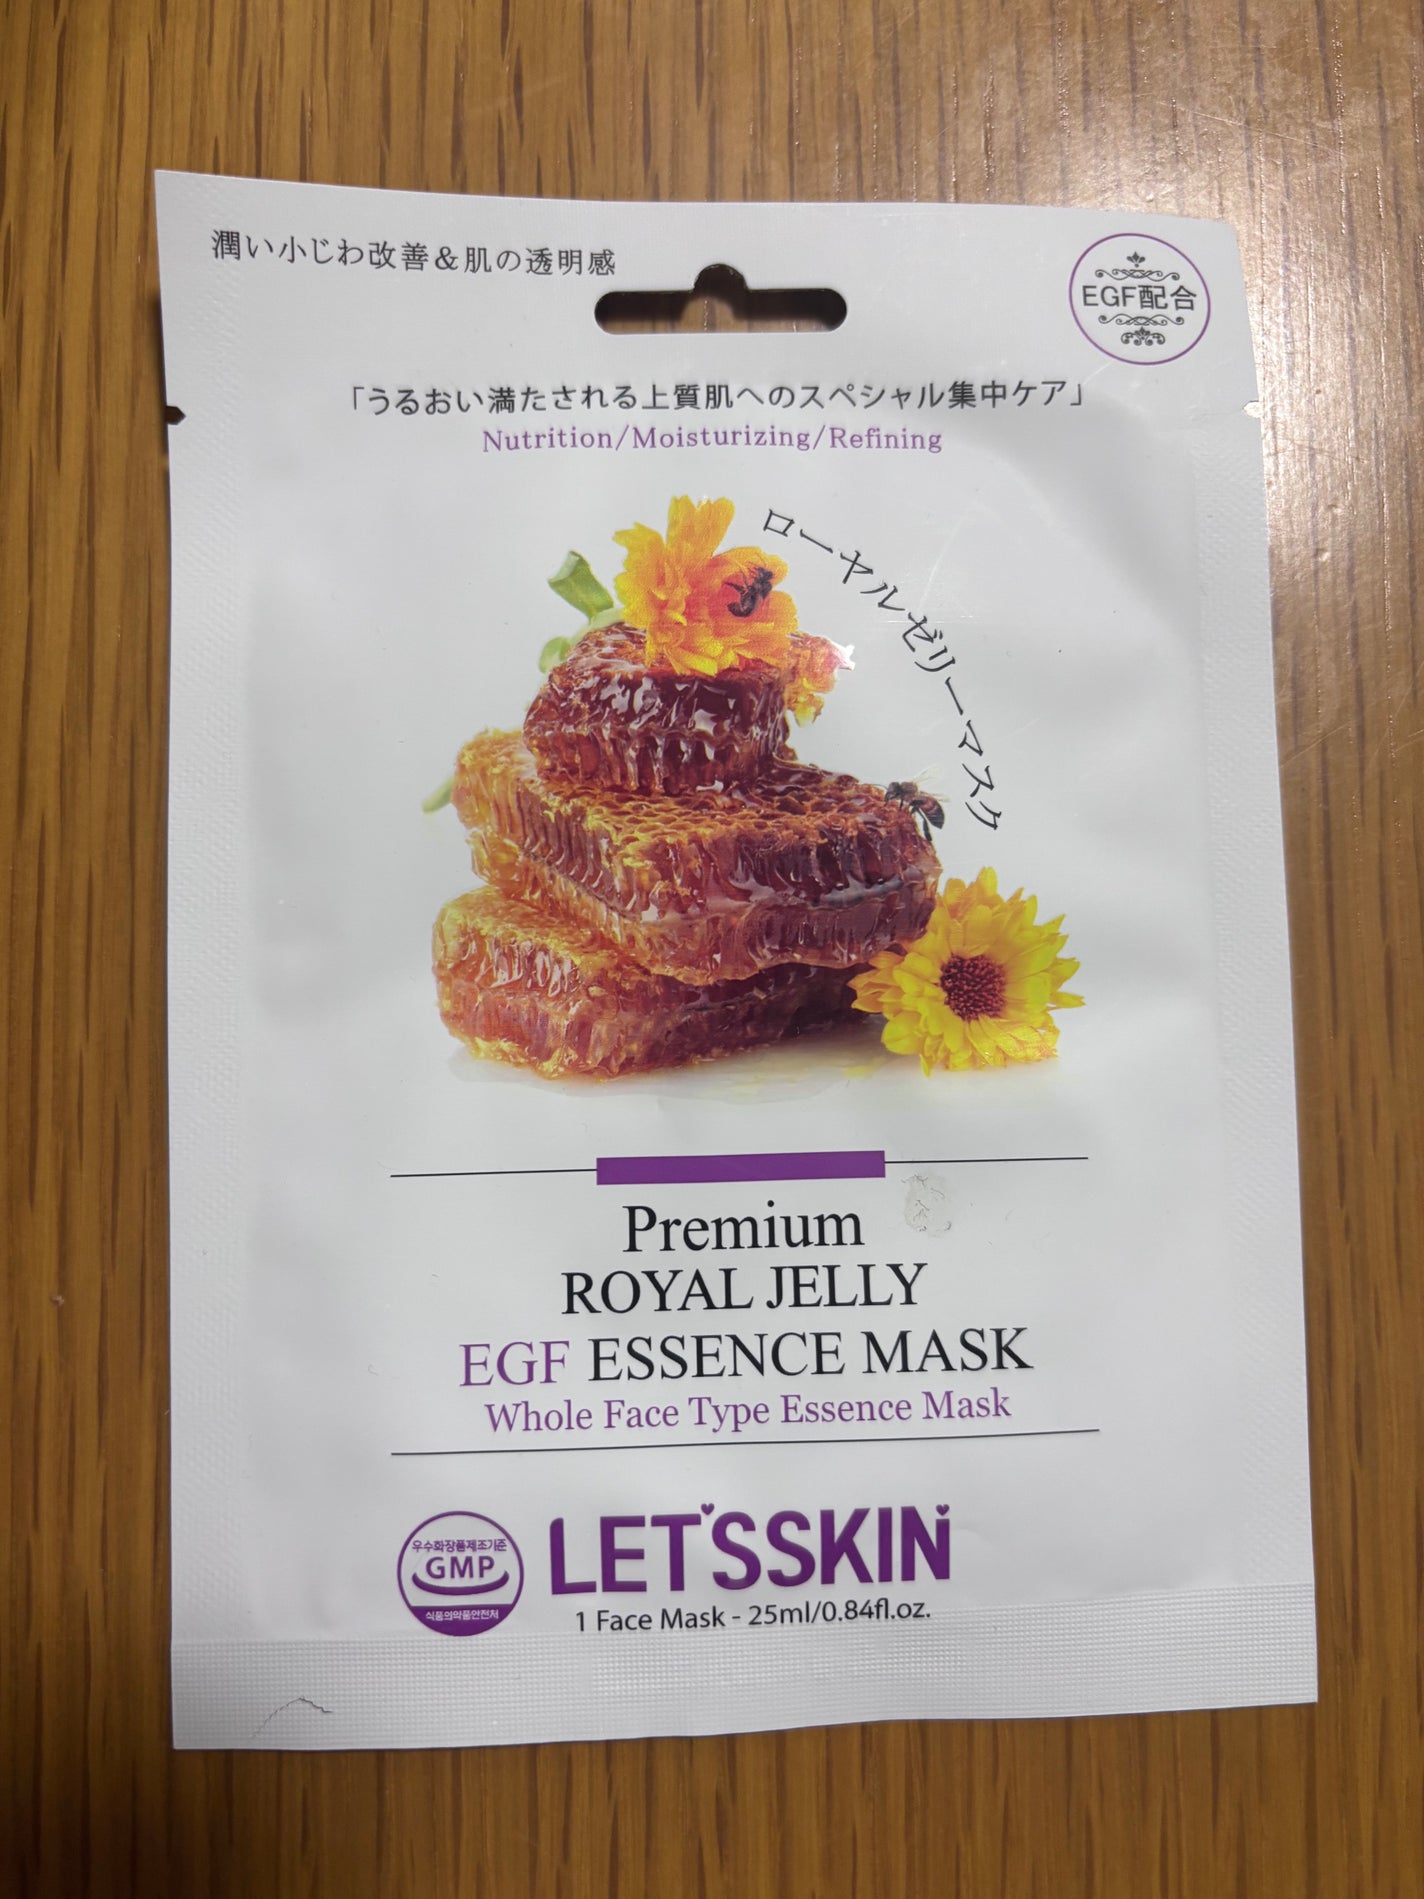 潤い小じわ改善＆肌の透明感
EGF配合
「うるおい満たされる上質肌へのスペシャル集中ケア」
Nutrition/Moisturizing/Refining
ローヤルゼリーマスク
Premium
ROYAL JELLY
EGF ESSENCE MASK
Whole Face Type Essence Mask
우수화장품제조기준
GMP
식품의약품안전처
LET'SSKIN
1 Face Mask - 25ml/0.84fl.oz.